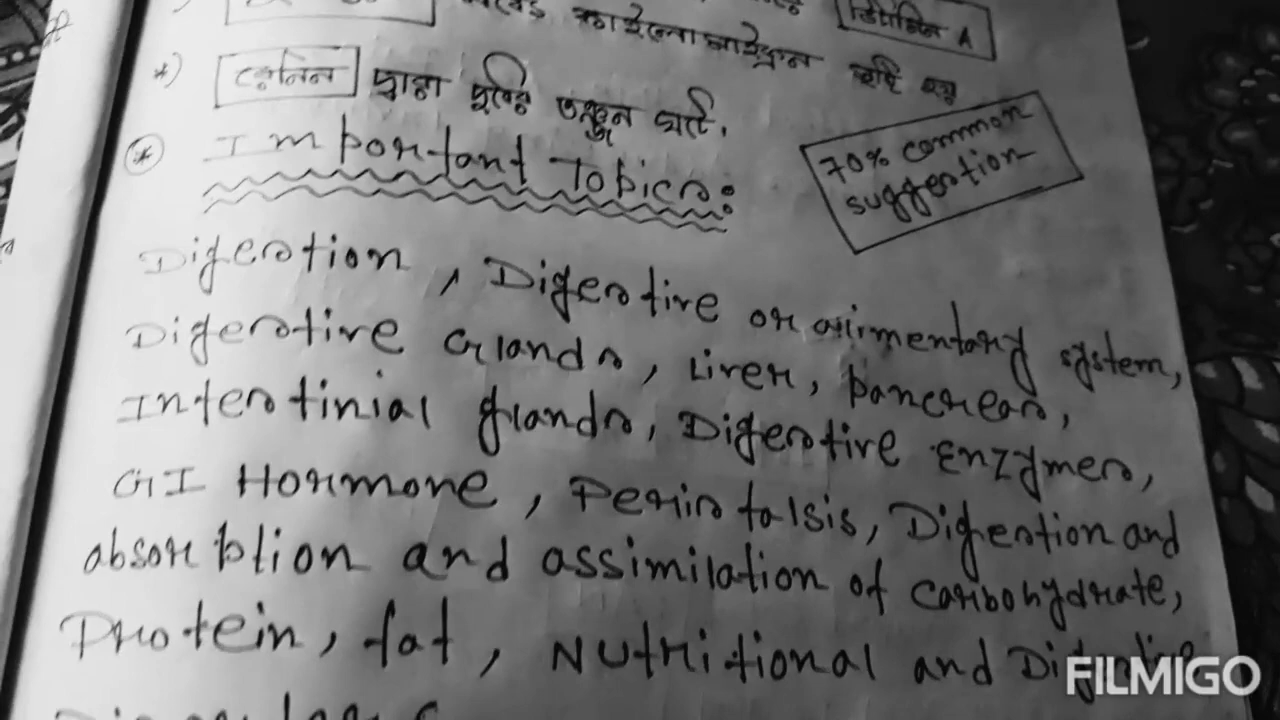 ভিটামিন A
*) রেনিন দ্বারা দুগ্ধ তঞ্চন ঘটে.
* Important Topics:
70% common
suggestion
Digestion, Digestive or alimentary system,
Digestive Glands, Liver, Pancreas,
Intestinial glands, Digestive Enzymes,
GI Hormone, Peristalsis, Digestion and
absorption and assimilation of carbohydrate,
Protein, fat, Nutritional and Digestive
FILMIGO